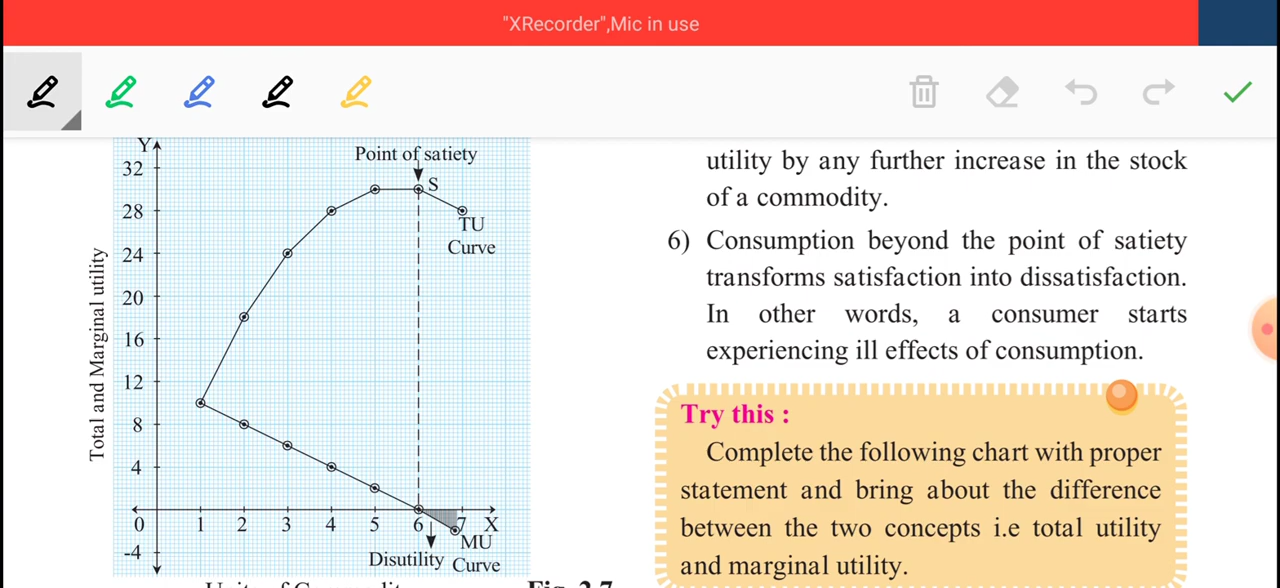 "XRecorder",Mic in use
Y
Point of satiety
32
S
28
TU
Curve
24
20
16
12
8
4
0 1 2 3 4 5 6 7 X
-4
MU
Disutility Curve
Total and Marginal utility
Fig. 2.7
utility by any further increase in the stock
of a commodity.
6) Consumption beyond the point of satiety
transforms satisfaction into dissatisfaction.
In other words, a consumer starts
experiencing ill effects of consumption.
Try this :
Complete the following chart with proper
statement and bring about the difference
between the two concepts i.e total utility
and marginal utility.